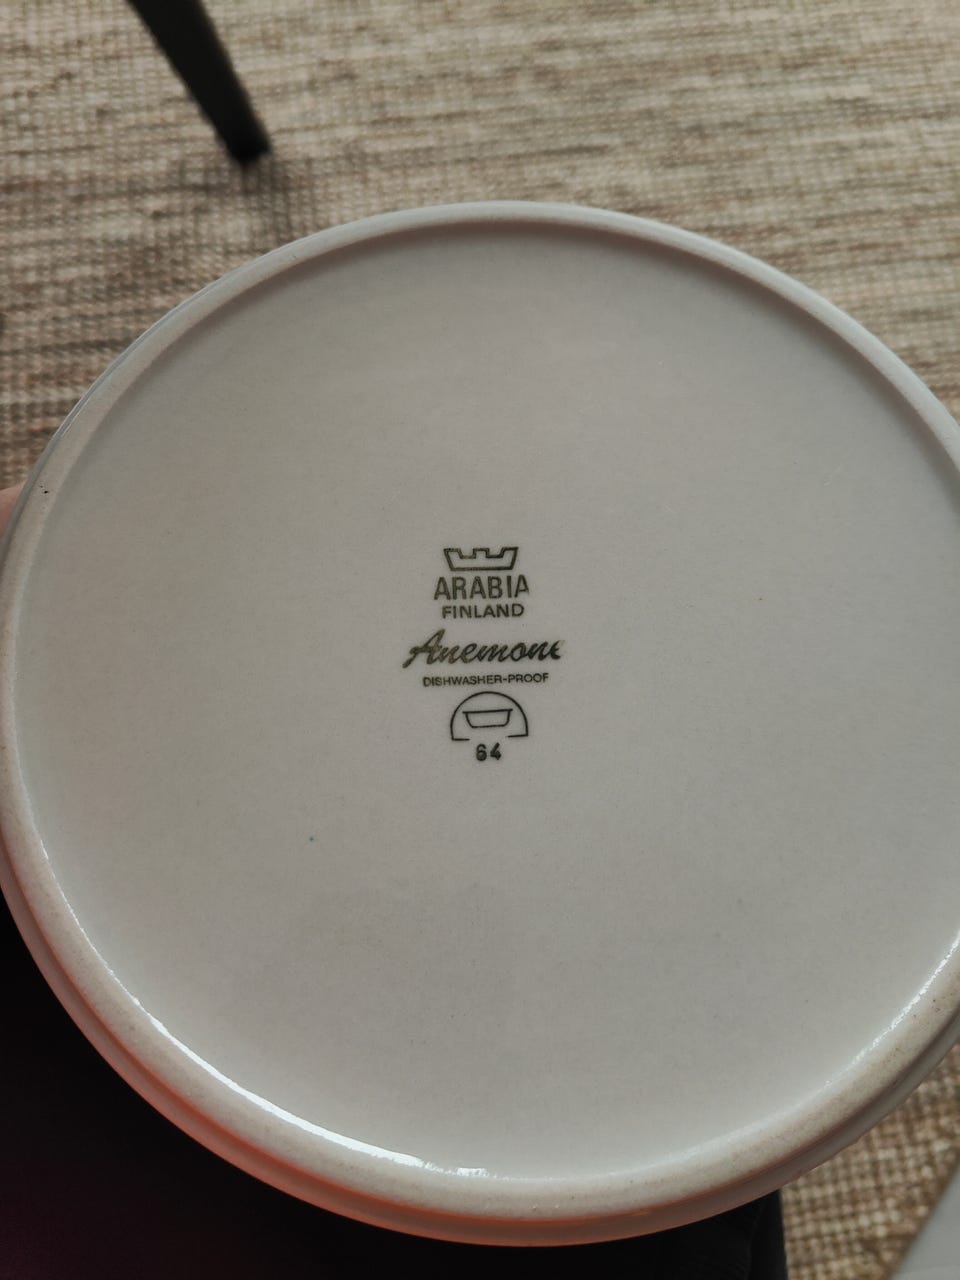 ARABIA
FINLAND
Anemone
DISHWASHER-PROOF
64